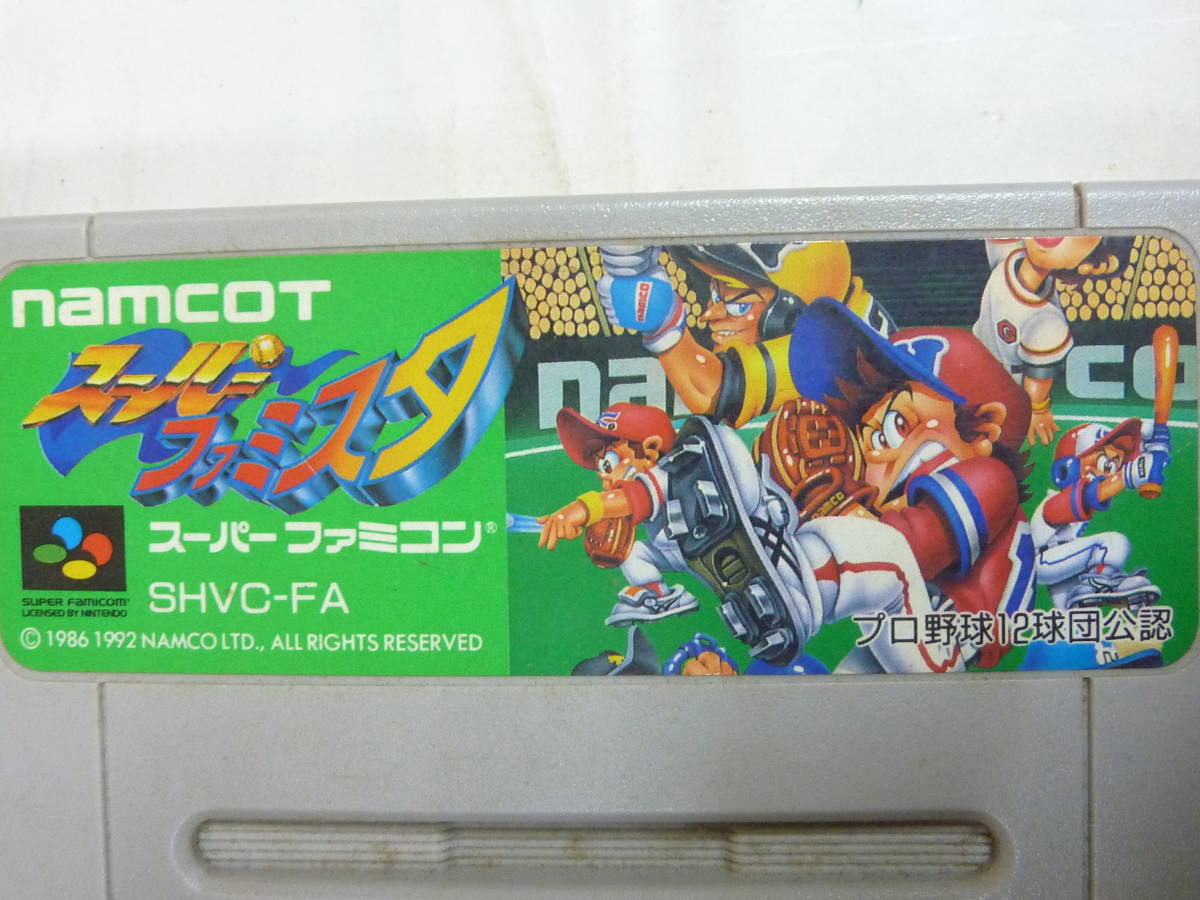 namcoT
スーパー
ファミスタ
スーパーファミコン®
SUPER FAMICOM
LICENSED BY NINTENDO
SHVC-FA
© 1986 1992 NAMCO LTD., ALL RIGHTS RESERVED
na
co
namco
プロ野球12球団公認